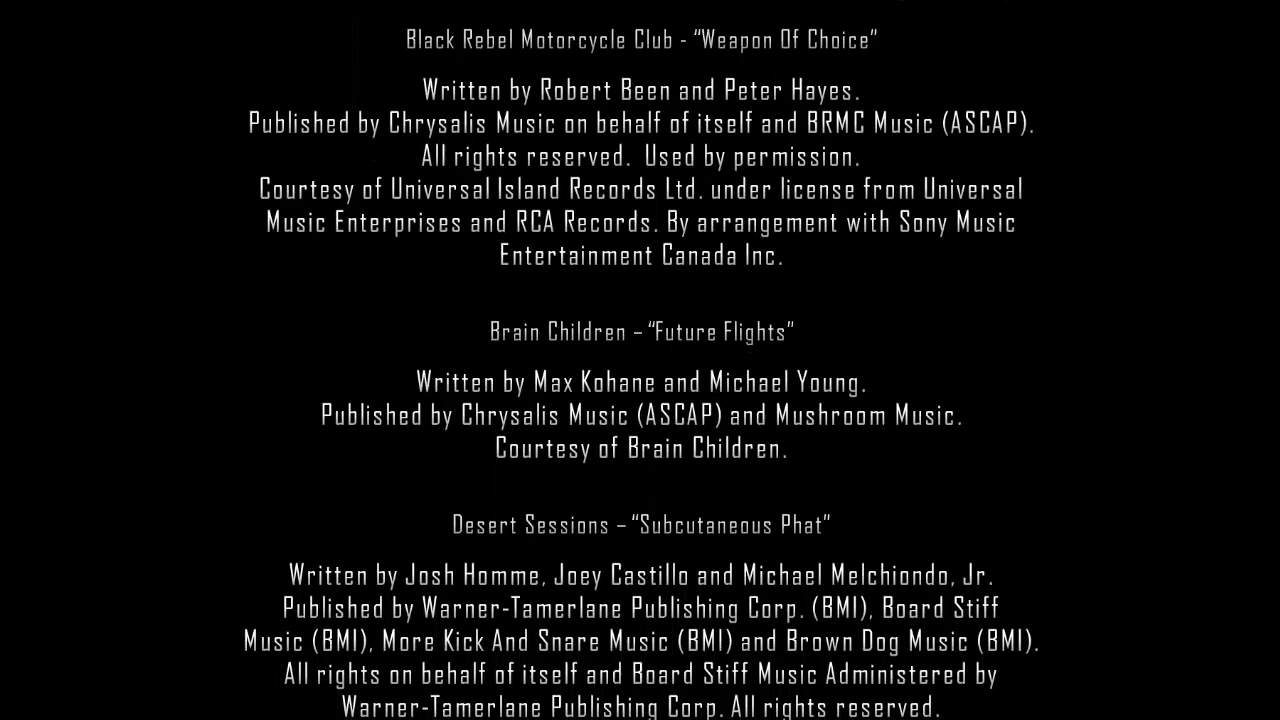 Black Rebel Motorcycle Club - “Weapon Of Choice”
Written by Robert Been and Peter Hayes.
Published by Chrysalis Music on behalf of itself and BRMC Music (ASCAP).
All rights reserved.  Used by permission.
Courtesy of Universal Island Records Ltd. under license from Universal
Music Enterprises and RCA Records. By arrangement with Sony Music
Entertainment Canada Inc.
Brain Children – “Future Flights”
Written by Max Kohane and Michael Young.
Published by Chrysalis Music (ASCAP) and Mushroom Music.
Courtesy of Brain Children.
Desert Sessions – “Subcutaneous Phat”
Written by Josh Homme, Joey Castillo and Michael Melchiondo, Jr.
Published by Warner-Tamerlane Publishing Corp. (BMI), Board Stiff
Music (BMI), More Kick And Snare Music (BMI) and Brown Dog Music (BMI).
All rights on behalf of itself and Board Stiff Music Administered by
Warner-Tamerlane Publishing Corp. All rights reserved.